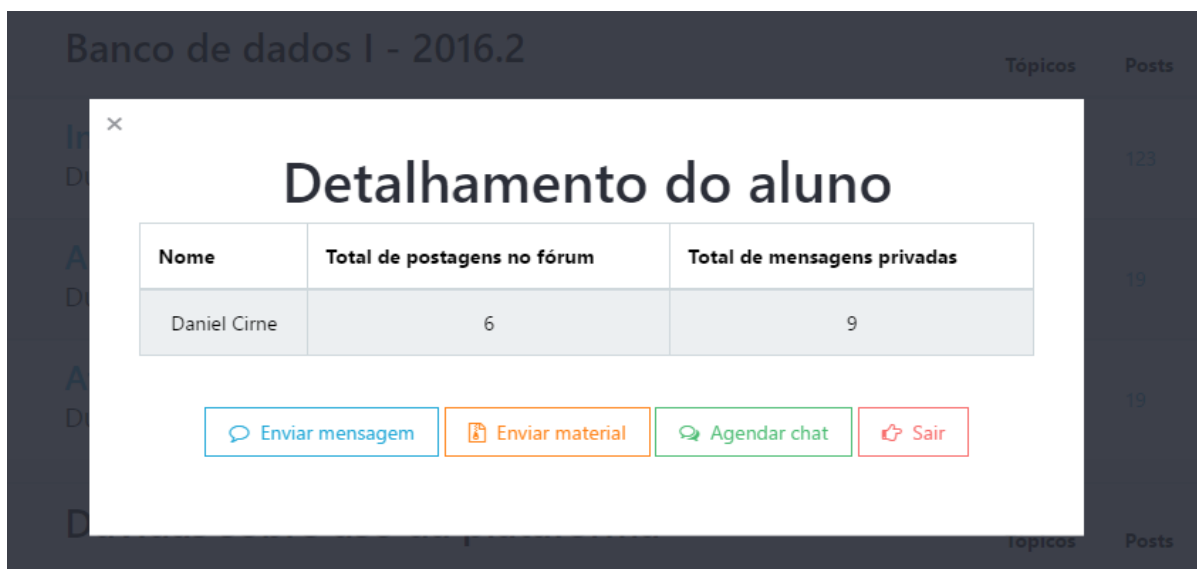 Banco de dados I - 2016.2
Tópicos Posts
123
×
Detalhamento do aluno
Nome Total de postagens no fórum Total de mensagens privadas
19
Daniel Cirne 6 9
19
Enviar mensagem Enviar material Agendar chat Sair
Tópicos Posts